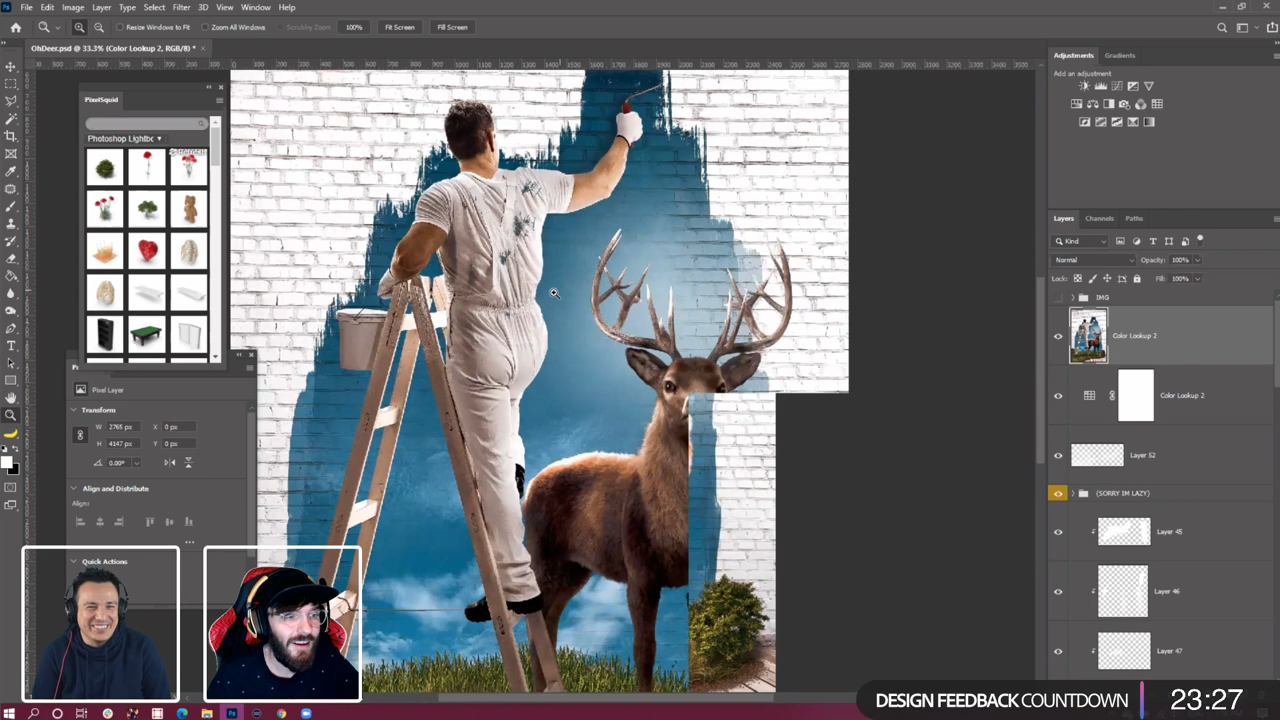 Ps File Edit Image Layer Type Select Filter 3D View Window Help
Resize Windows to Fit Zoom All Windows Scrubby Zoom 100% Fit Screen Fill Screen
OhDeer.psd @ 33.3% (Color Lookup 2, RGB/8) *
PixelSquid
Photoshop Lightbo
Pixel Layer
Transform
W 2765 px X 0 px
H 4147 px Y 0 px
0.00°
Align and Distribute
Align:
Quick Actions
Adjustments Gradients
Add an adjustment
Layers Channels Paths
Kind
Normal Opacity: 100%
Lock: Fill: 100%
IMG
Color Lookup 2
Color Lookup 2
Layer 52
(SORRY IM LAZY)
Layer 45
Layer 46
Layer 47
DESIGN FEEDBACK COUNTDOWN 23:27